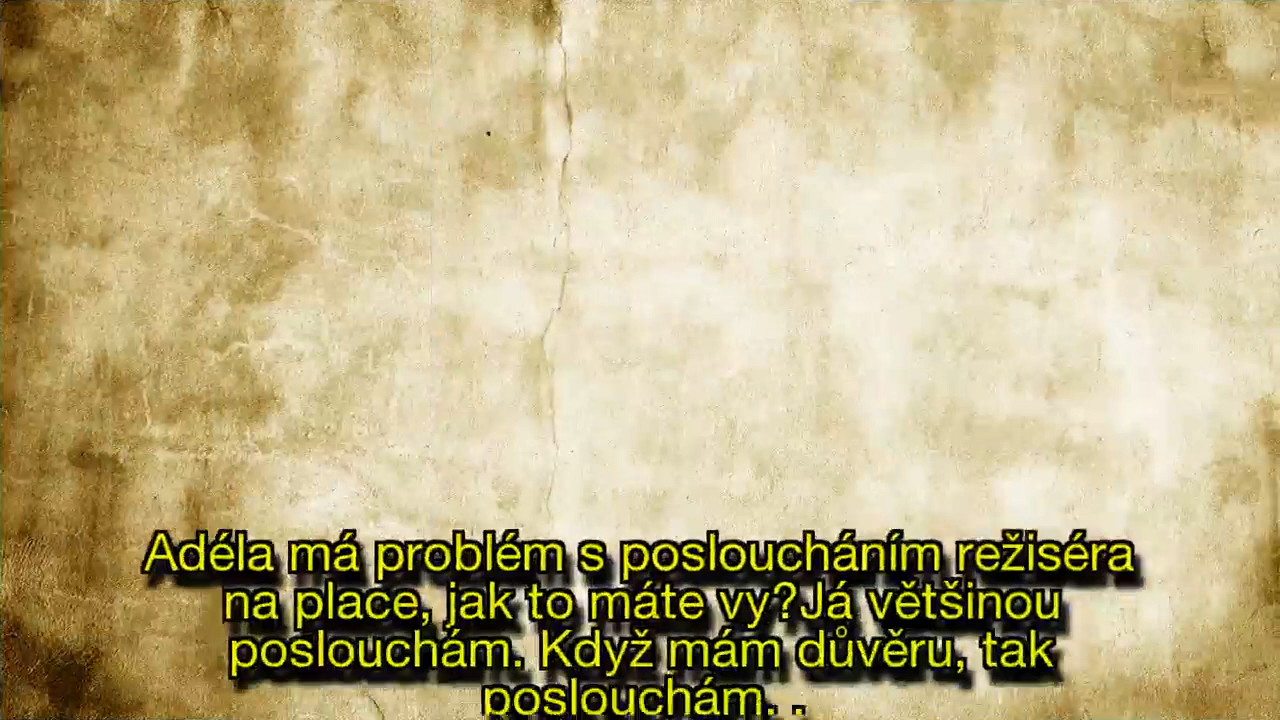 Adéla má problém s posloucháním režiséra
na place, jak to máte vy?Já většinou
poslouchám. Když mám důvěru, tak
poslouchám. .